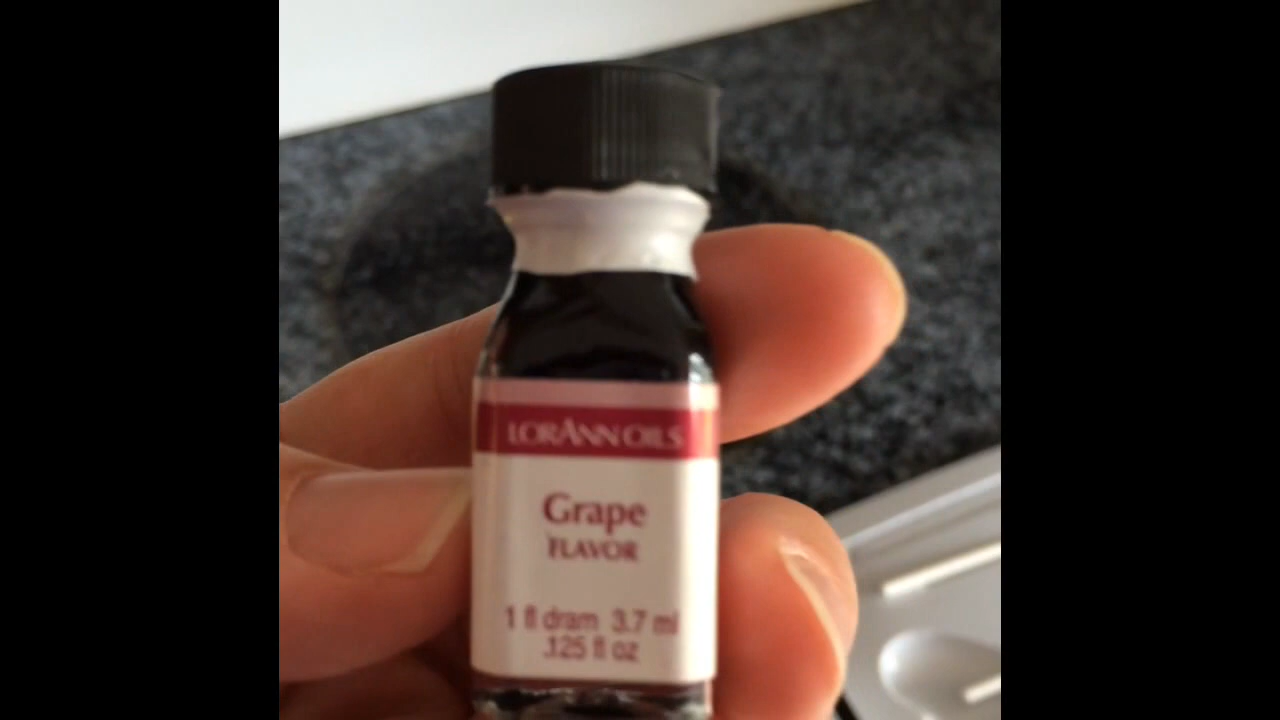 LORANN OILS
Grape
FLAVOR
1 fl dram 3.7 ml
.125 fl oz